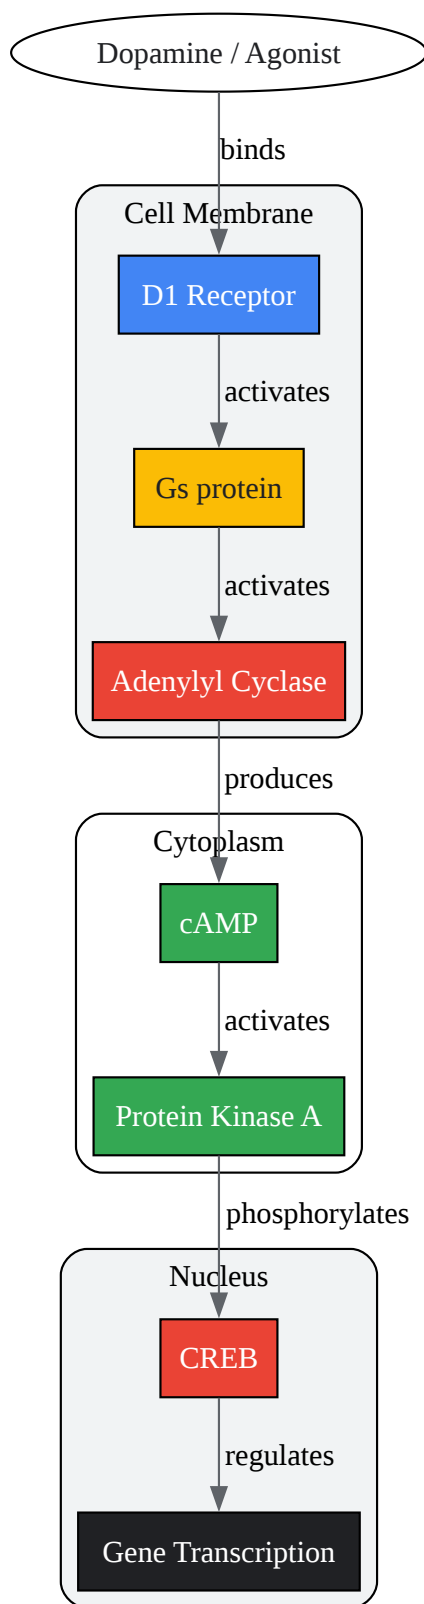 Dopamine / Agonist
binds
Cell Membrane
D1 Receptor
activates
Gs protein
activates
Adenylyl Cyclase
produces
Cytoplasm
cAMP
activates
Protein Kinase A
phosphorylates
Nucleus
CREB
regulates
Gene Transcription